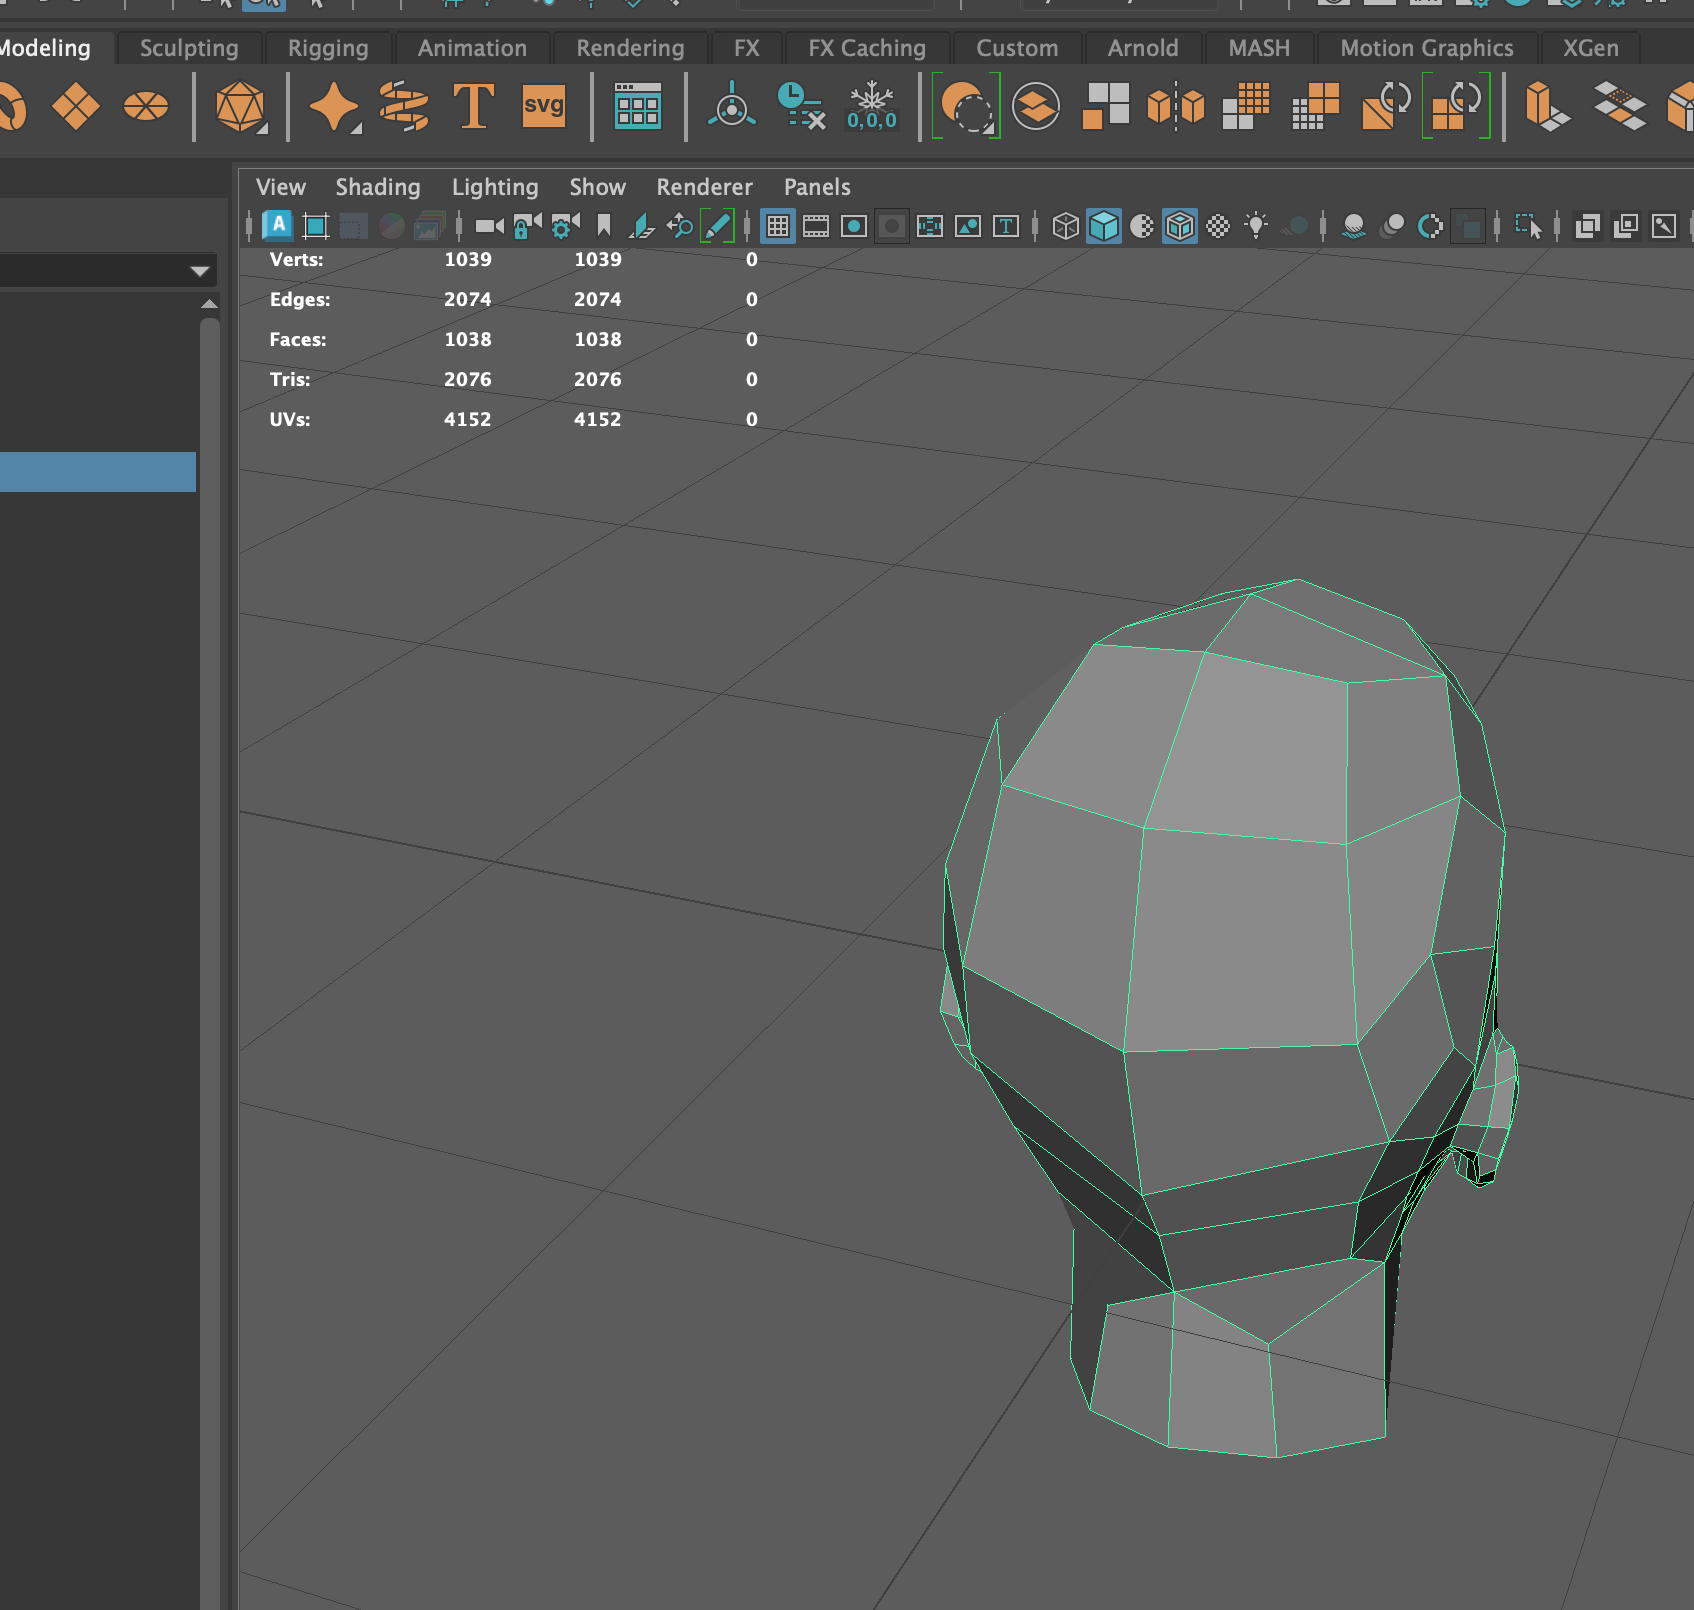 Modeling Sculpting Rigging Animation Rendering FX FX Caching Custom Arnold MASH Motion Graphics XGen
T svg 0,0,0
View Shading Lighting Show Renderer Panels
A T
Verts: 1039 1039 0
Edges: 2074 2074 0
Faces: 1038 1038 0
Tris: 2076 2076 0
UVs: 4152 4152 0